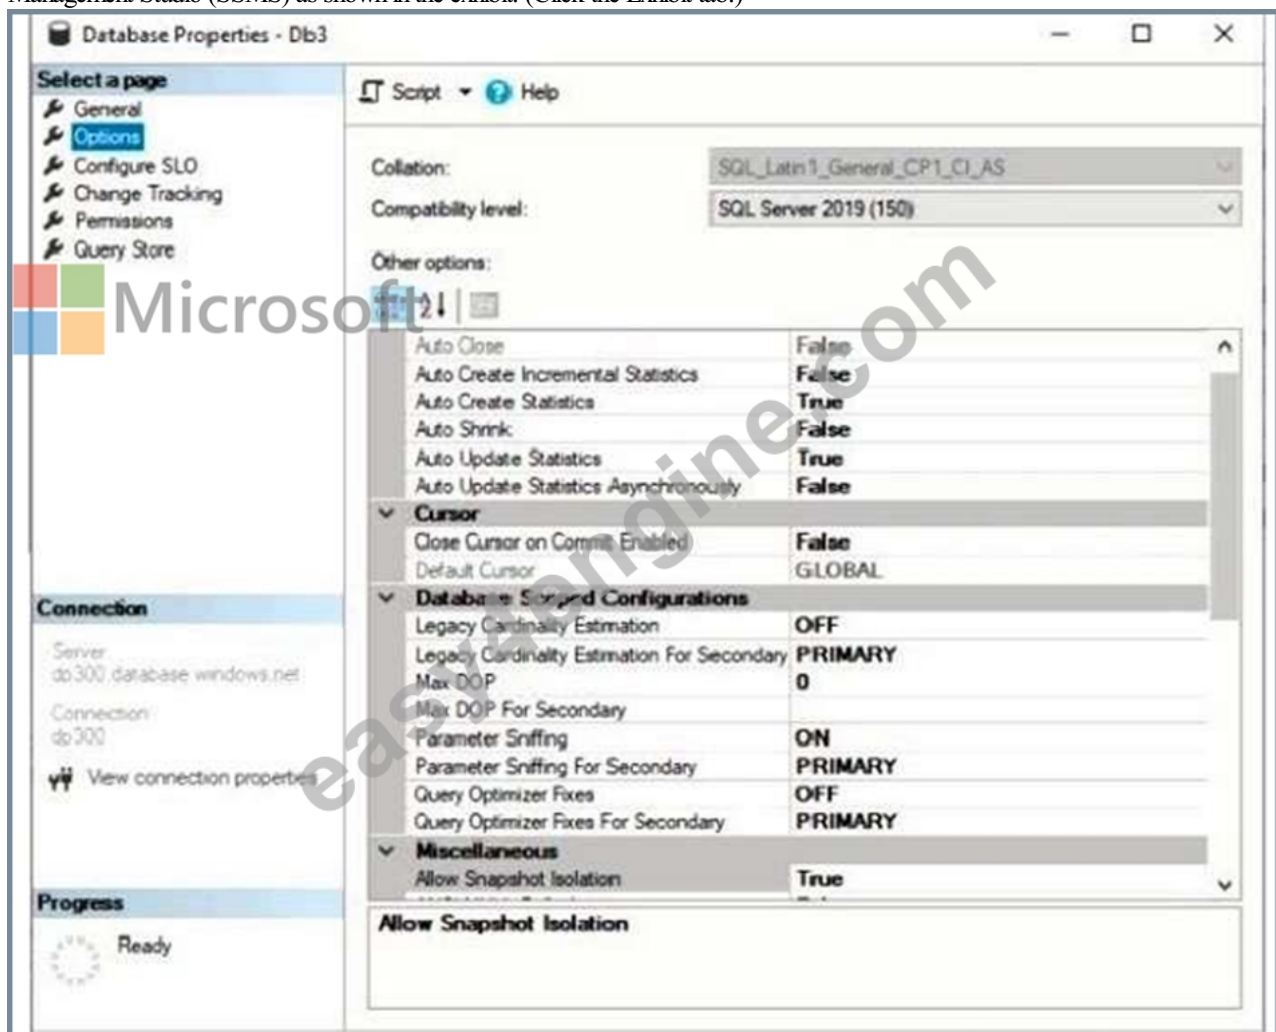 Management Studio (SSMS) as shown in the exhibit. (Click the Exhibit tab.)
Database Properties - Db3
Select a page
General
Options
Configure SLO
Change Tracking
Permissions
Query Store
Script
Help
Collation: SQL_Latin1_General_CP1_CI_AS
Compatibility level: SQL Server 2019 (150)
Other options:
Microsoft
Auto Close False
Auto Create Incremental Statistics False
Auto Create Statistics True
Auto Shrink False
Auto Update Statistics True
Auto Update Statistics Asynchronously False
Cursor
Close Cursor on Commit Enabled False
Default Cursor GLOBAL
Database Scoped Configurations
Legacy Cardinality Estimation OFF
Legacy Cardinality Estimation For Secondary PRIMARY
Max DOP 0
Max DOP For Secondary
Parameter Sniffing ON
Parameter Sniffing For Secondary PRIMARY
Query Optimizer Fixes OFF
Query Optimizer Fixes For Secondary PRIMARY
Miscellaneous
Allow Snapshot Isolation True
Allow Snapshot Isolation
Connection
Server
dp300.database.windows.net
Connection
dp300
View connection properties
Progress
Ready
easy4engine.com